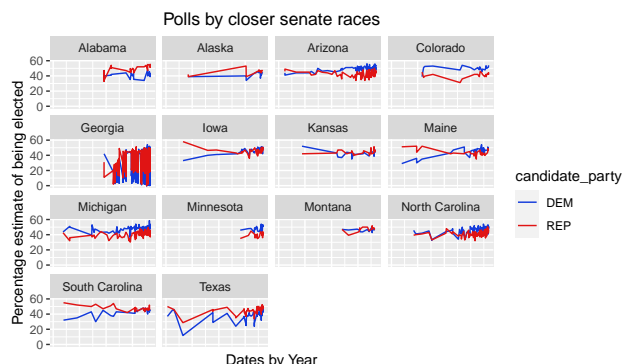 Polls by closer senate races
Percentage estimate of being elected
Alabama Alaska Arizona Colorado
60
40
20
0
Georgia Iowa Kansas Maine
60
40
20
0
candidate_party
DEM
REP
Michigan Minnesota Montana North Carolina
60
40
20
0
South Carolina Texas
60
40
20
0
Dates by Year